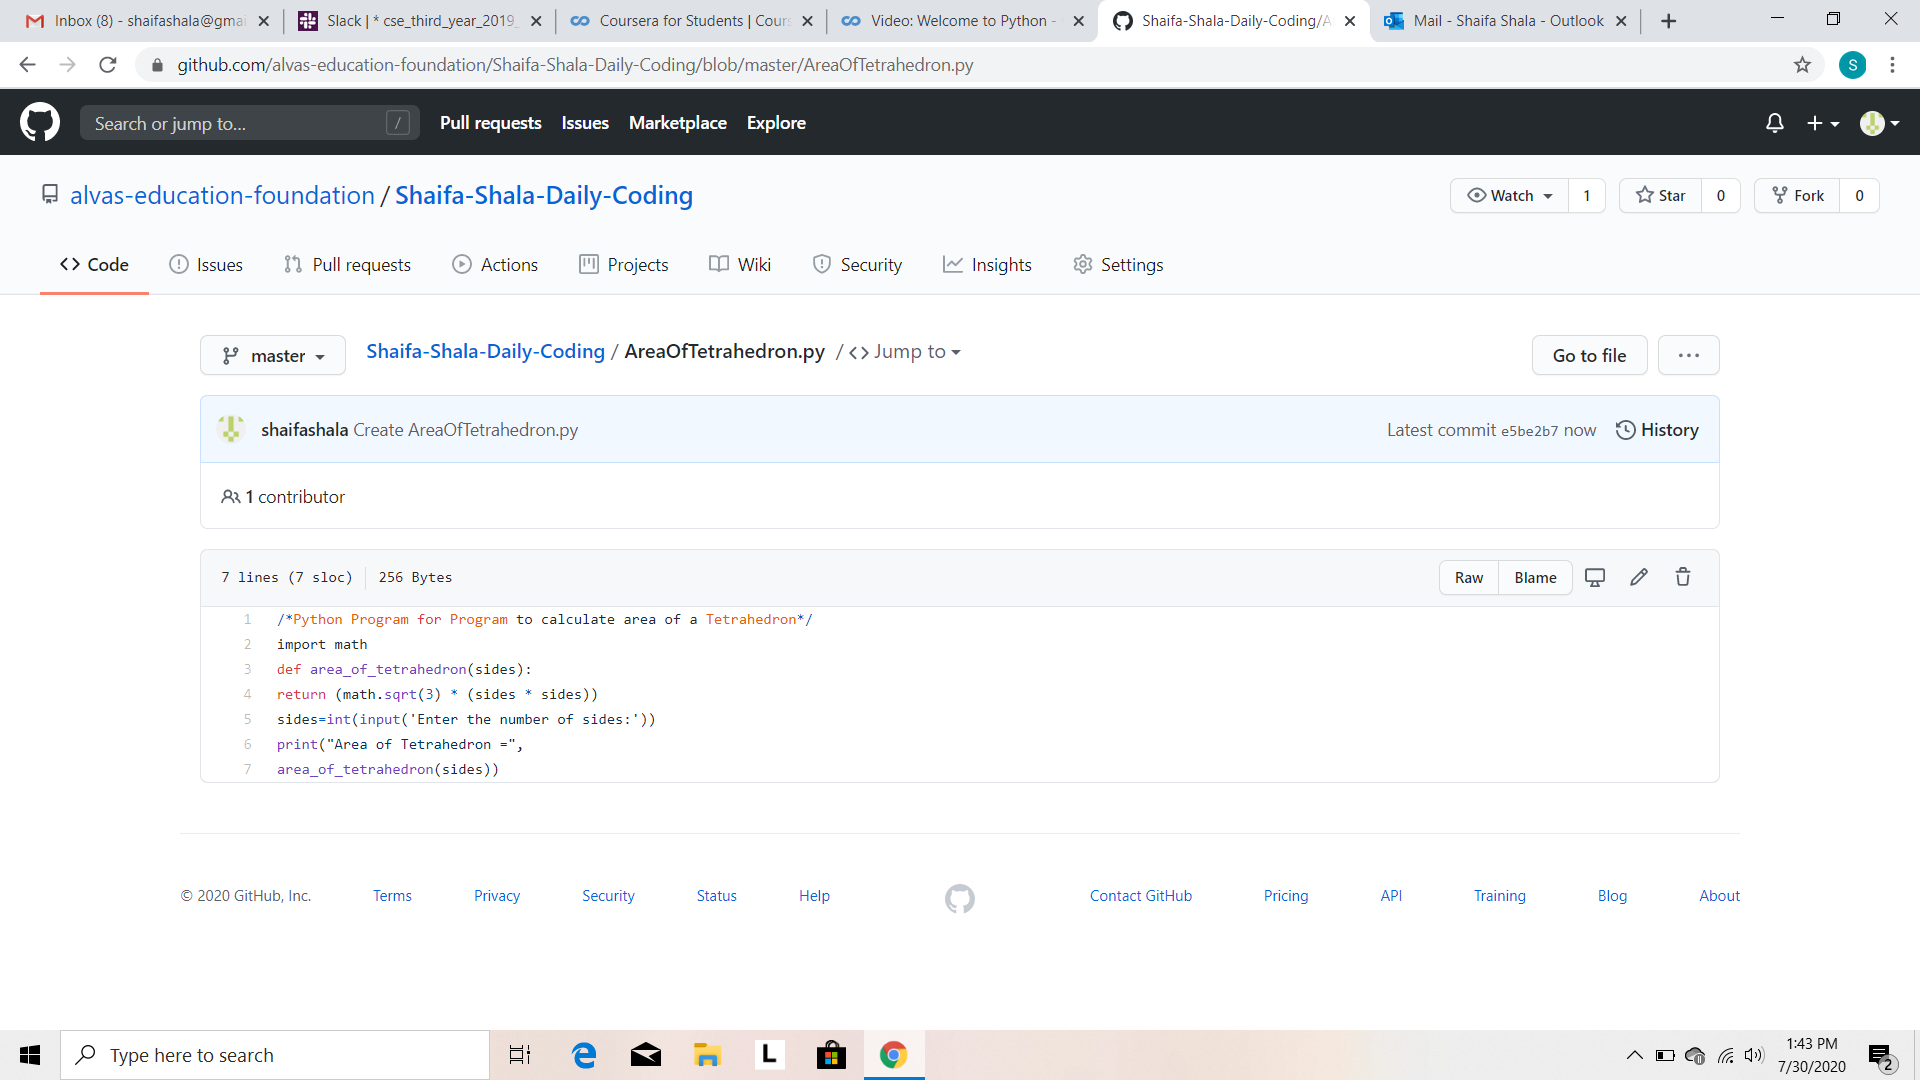 Inbox (8) - shaifashala@gmai
Slack | * cse_third_year_2019_
Coursera for Students | Cours
Video: Welcome to Python -
Shaifa-Shala-Daily-Coding/A
Mail - Shaifa Shala - Outlook
github.com/alvas-education-foundation/Shaifa-Shala-Daily-Coding/blob/master/AreaOfTetrahedron.py
S
Search or jump to...
/
Pull requests
Issues
Marketplace
Explore
alvas-education-foundation / Shaifa-Shala-Daily-Coding
Watch 1
Star 0
Fork 0
Code
Issues
Pull requests
Actions
Projects
Wiki
Security
Insights
Settings
master
Shaifa-Shala-Daily-Coding / AreaOfTetrahedron.py / <> Jump to
Go to file
shaifashala Create AreaOfTetrahedron.py
Latest commit e5be2b7 now
History
1 contributor
7 lines (7 sloc)
256 Bytes
Raw
Blame
1 /*Python Program for Program to calculate area of a Tetrahedron*/
2 import math
3 def area_of_tetrahedron(sides):
4 return (math.sqrt(3) * (sides * sides))
5 sides=int(input('Enter the number of sides:'))
6 print("Area of Tetrahedron =",
7 area_of_tetrahedron(sides))
© 2020 GitHub, Inc.
Terms
Privacy
Security
Status
Help
Contact GitHub
Pricing
API
Training
Blog
About
Type here to search
L
1:43 PM
7/30/2020
2